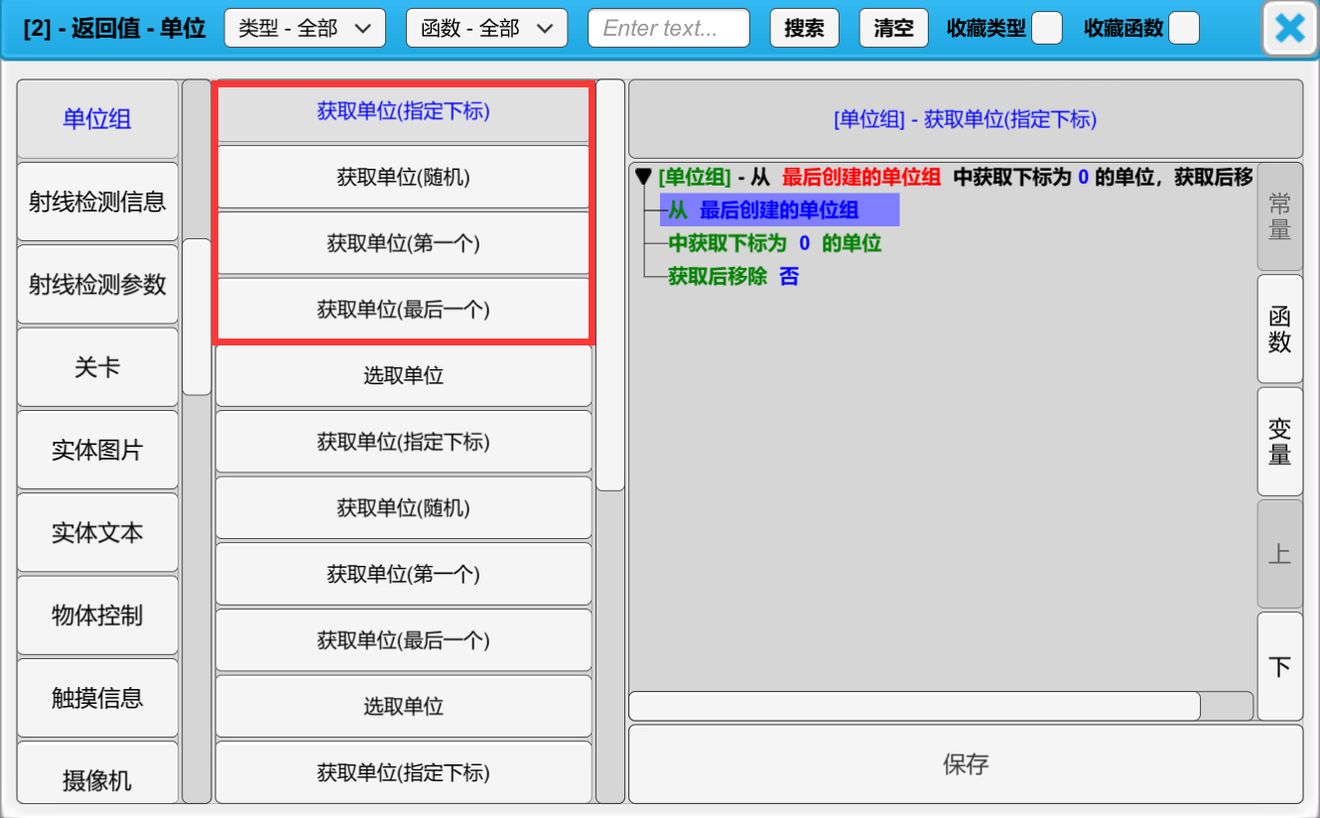 [2] - 返回值 - 单位
类型 - 全部
函数 - 全部
Enter text...
搜索
清空
收藏类型
收藏函数
单位组
射线检测信息
射线检测参数
关卡
实体图片
实体文本
物体控制
触摸信息
摄像机
获取单位(指定下标)
获取单位(随机)
获取单位(第一个)
获取单位(最后一个)
选取单位
获取单位(指定下标)
获取单位(随机)
获取单位(第一个)
获取单位(最后一个)
选取单位
获取单位(指定下标)
[单位组] - 获取单位(指定下标)
[单位组] - 从 最后创建的单位组 中获取下标为 0 的单位，获取后移
从 最后创建的单位组
中获取下标为 0 的单位
获取后移除 否
常量
函数
变量
上
下
保存